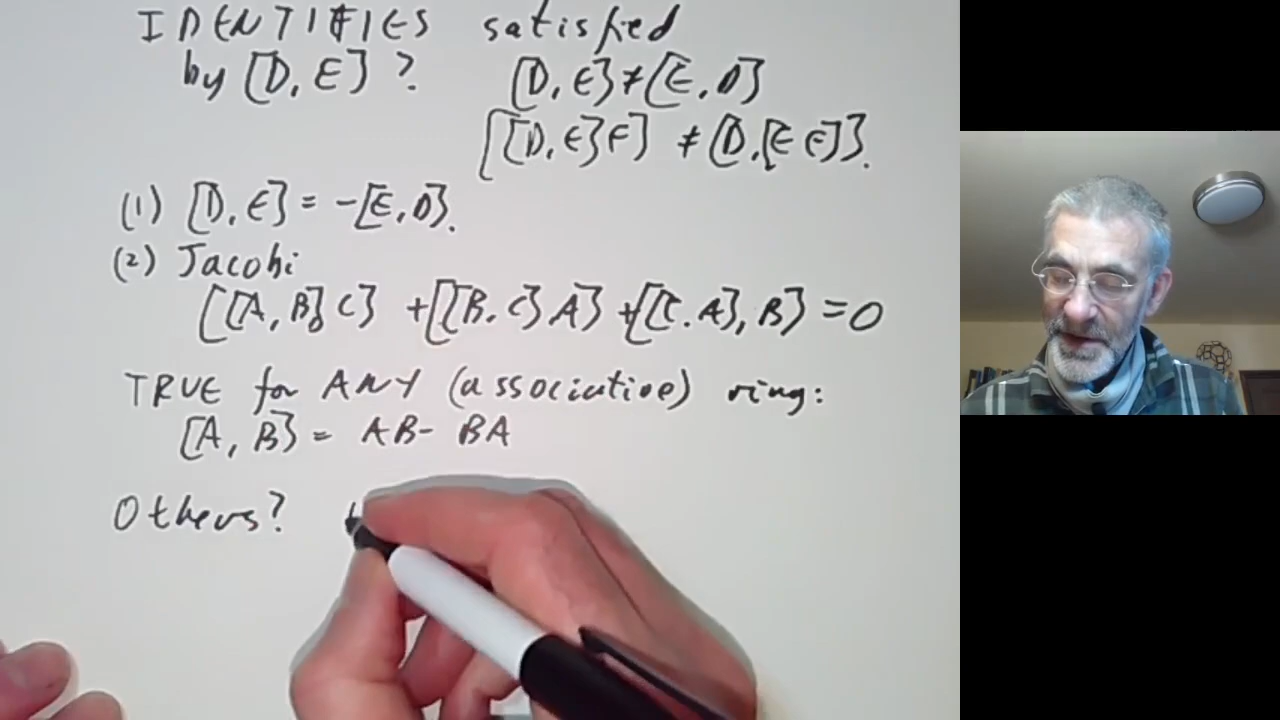 IDENTITIES satisfied
by [D, E] ? [D, E] ≠ [E, D]
[[D, E] F] ≠ [D, [E F]].
(1) [D, E] = -[E, D].
(2) Jacobi
[[A, B] C] + [[B. C] A] + [[C. A], B] = 0
TRUE for ANY (associative) ring:
[A, B] = AB - BA
Others?